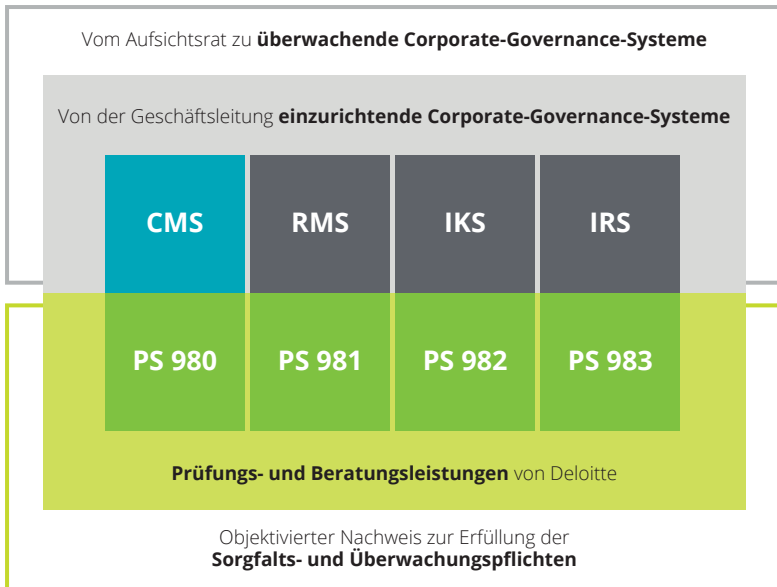 Vom Aufsichtsrat zu überwachende Corporate-Governance-Systeme
Von der Geschäftsleitung einzurichtende Corporate-Governance-Systeme
CMS RMS IKS IRS
PS 980 PS 981 PS 982 PS 983
Prüfungs- und Beratungsleistungen von Deloitte
Objektivierter Nachweis zur Erfüllung der
Sorgfalts- und Überwachungspflichten